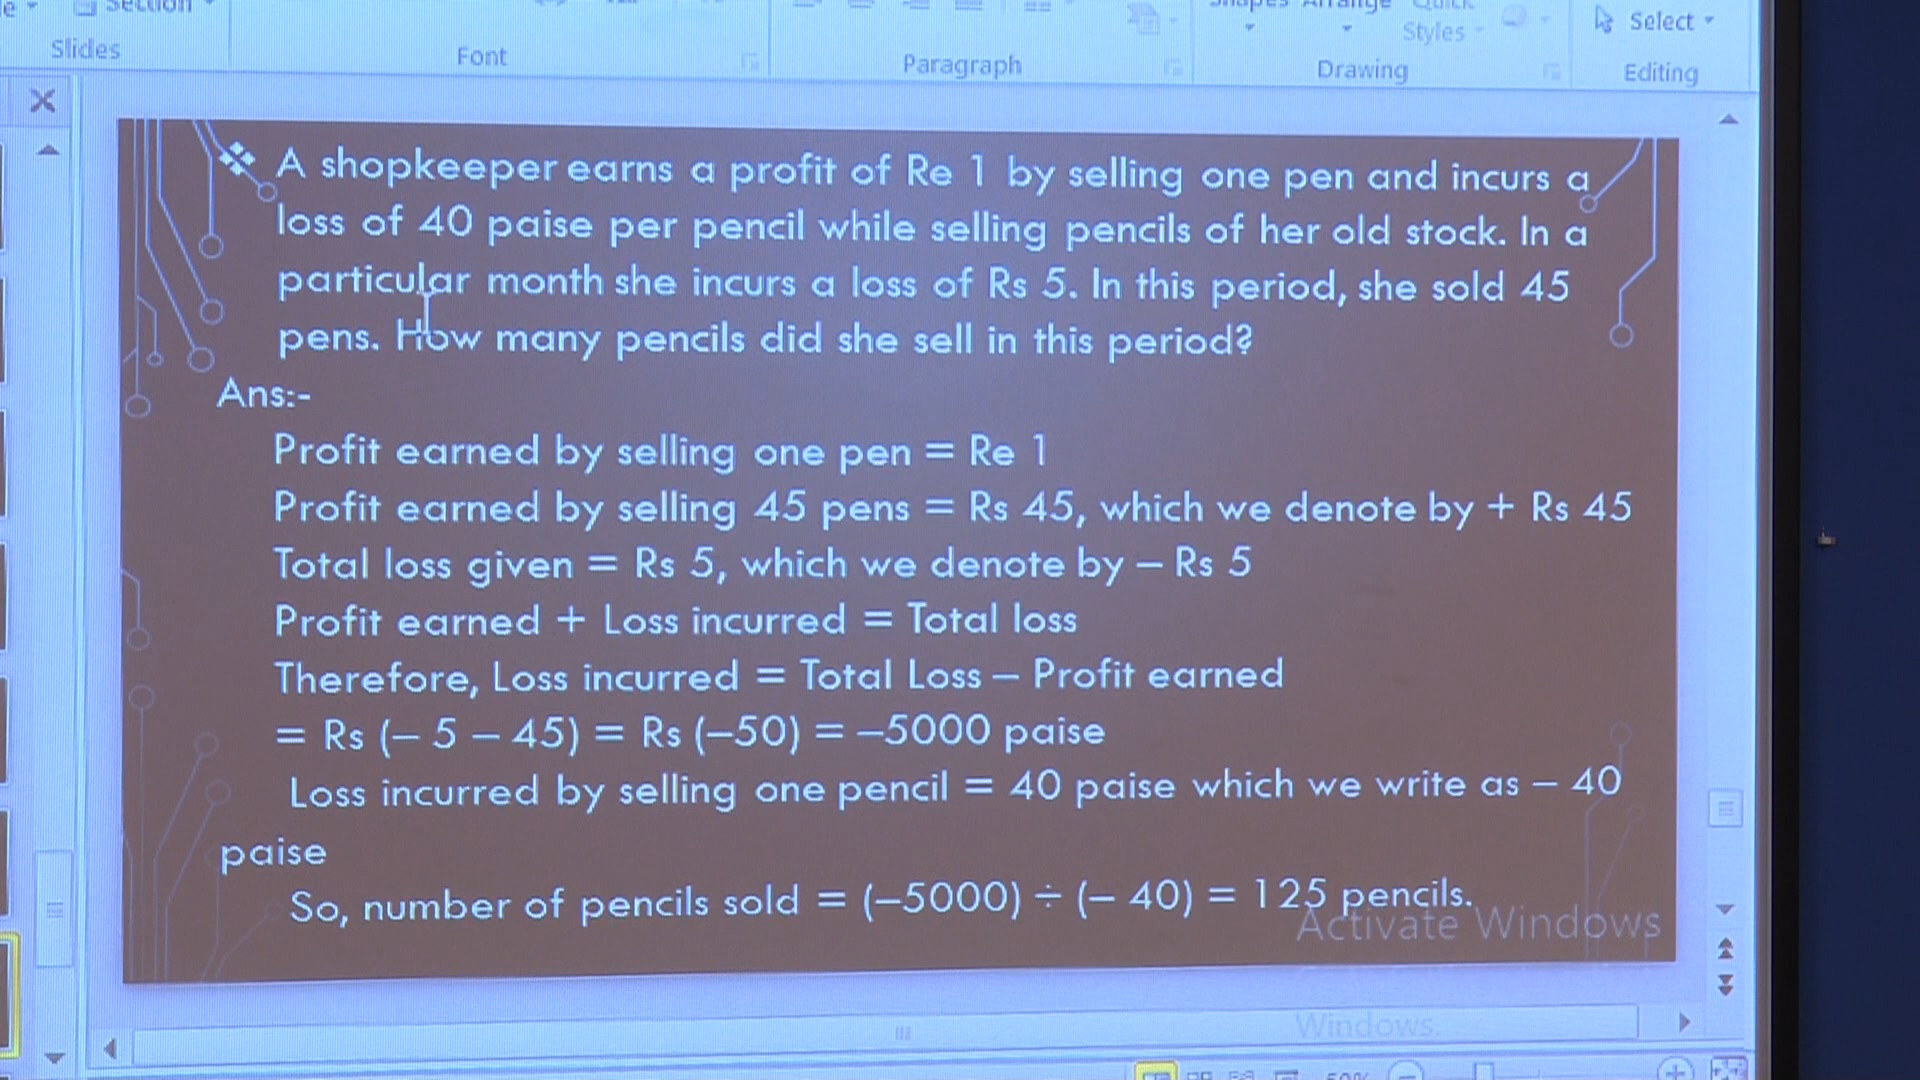 Section
Slides
Font
Paragraph
Shapes Arrange Quick
Styles
Drawing
Select
Editing
A shopkeeper earns a profit of Re 1 by selling one pen and incurs a
loss of 40 paise per pencil while selling pencils of her old stock. In a
particular month she incurs a loss of Rs 5. In this period, she sold 45
pens. How many pencils did she sell in this period?
Ans:-
Profit earned by selling one pen = Re 1
Profit earned by selling 45 pens = Rs 45, which we denote by + Rs 45
Total loss given = Rs 5, which we denote by – Rs 5
Profit earned + Loss incurred = Total loss
Therefore, Loss incurred = Total Loss – Profit earned
= Rs (– 5 – 45) = Rs (–50) = –5000 paise
Loss incurred by selling one pencil = 40 paise which we write as – 40
paise
So, number of pencils sold = (–5000) ÷ (– 40) = 125 pencils.
Activate Windows
Windows.